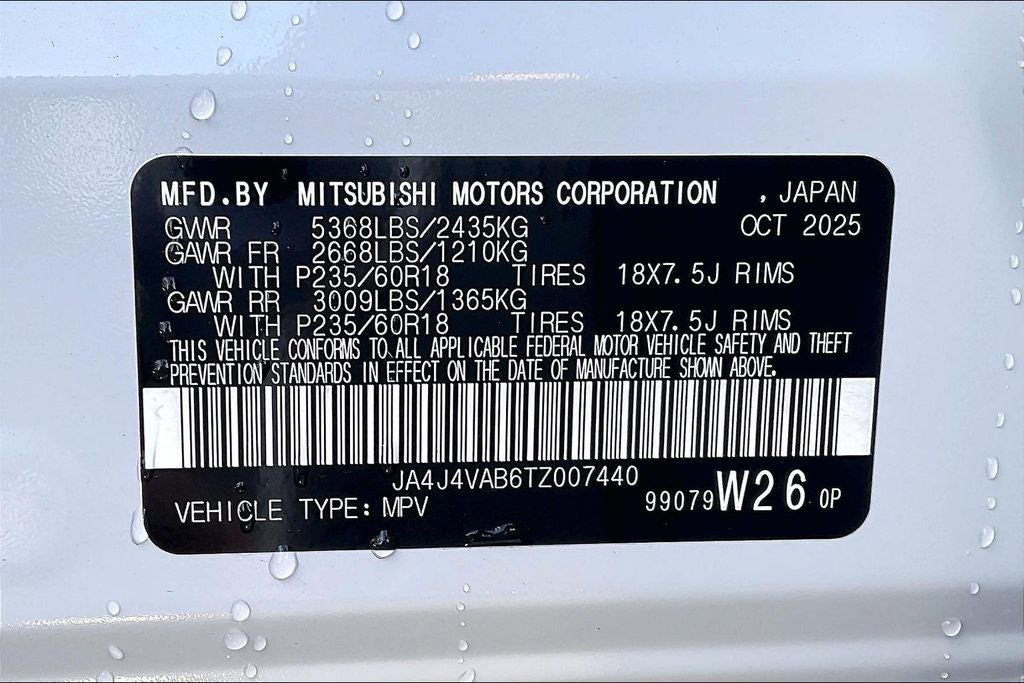 MFD.BY MITSUBISHI MOTORS CORPORATION , JAPAN
GVWR 5368LBS/2435KG OCT 2025
GAWR FR 2668LBS/1210KG
WITH P235/60R18 TIRES 18X7.5J RIMS
GAWR RR 3009LBS/1365KG
WITH P235/60R18 TIRES 18X7.5J RIMS
THIS VEHICLE CONFORMS TO ALL APPLICABLE FEDERAL MOTOR VEHICLE SAFETY AND THEFT
PREVENTION STANDARDS IN EFFECT ON THE DATE OF MANUFACTURE SHOWN ABOVE.
JA4J4VAB6TZ007440
VEHICLE TYPE: MPV 99079 W26 0P